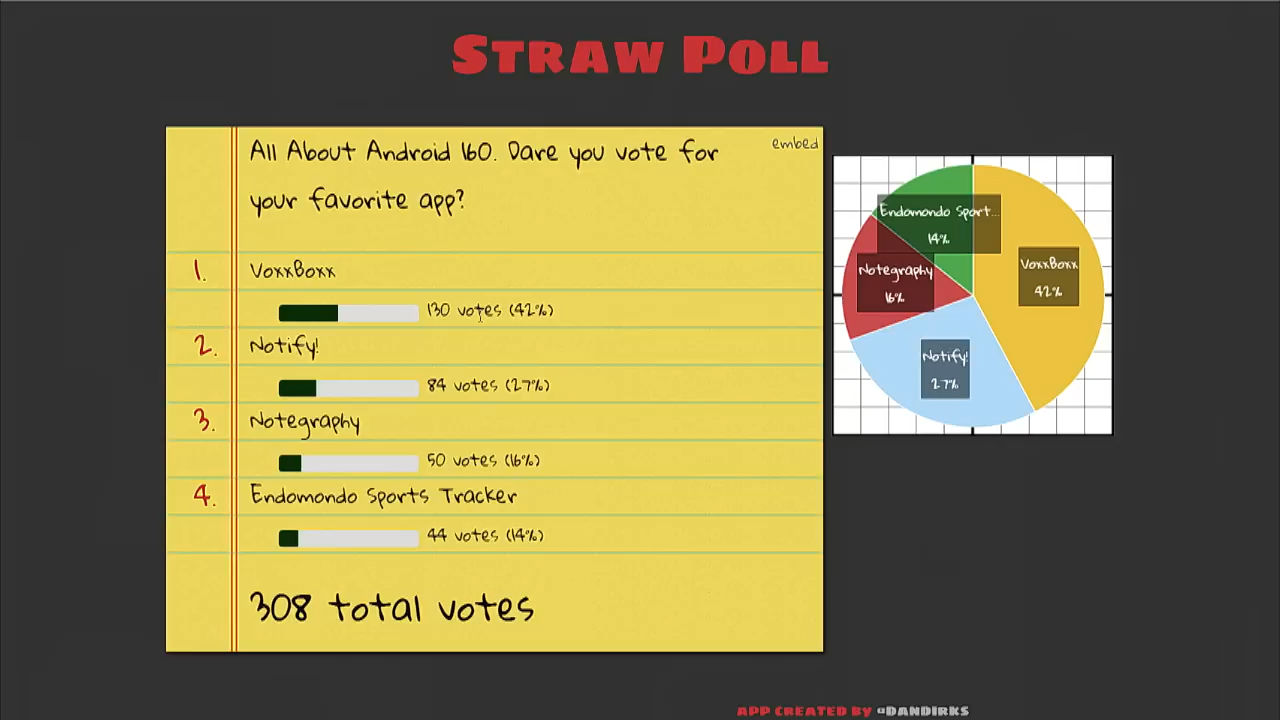 STRAW POLL
All About Android 160. Dare you vote for
your favorite app?
embed
1. VoxxBoxx
130 votes (42%)
2. Notify!
84 votes (27%)
3. Notegraphy
50 votes (16%)
4. Endomondo Sports Tracker
44 votes (14%)
308 total votes
Endomondo Sport...
14%
VoxxBoxx
42%
Notegraphy
16%
Notify!
27%
APP CREATED BY @DANDIRKS